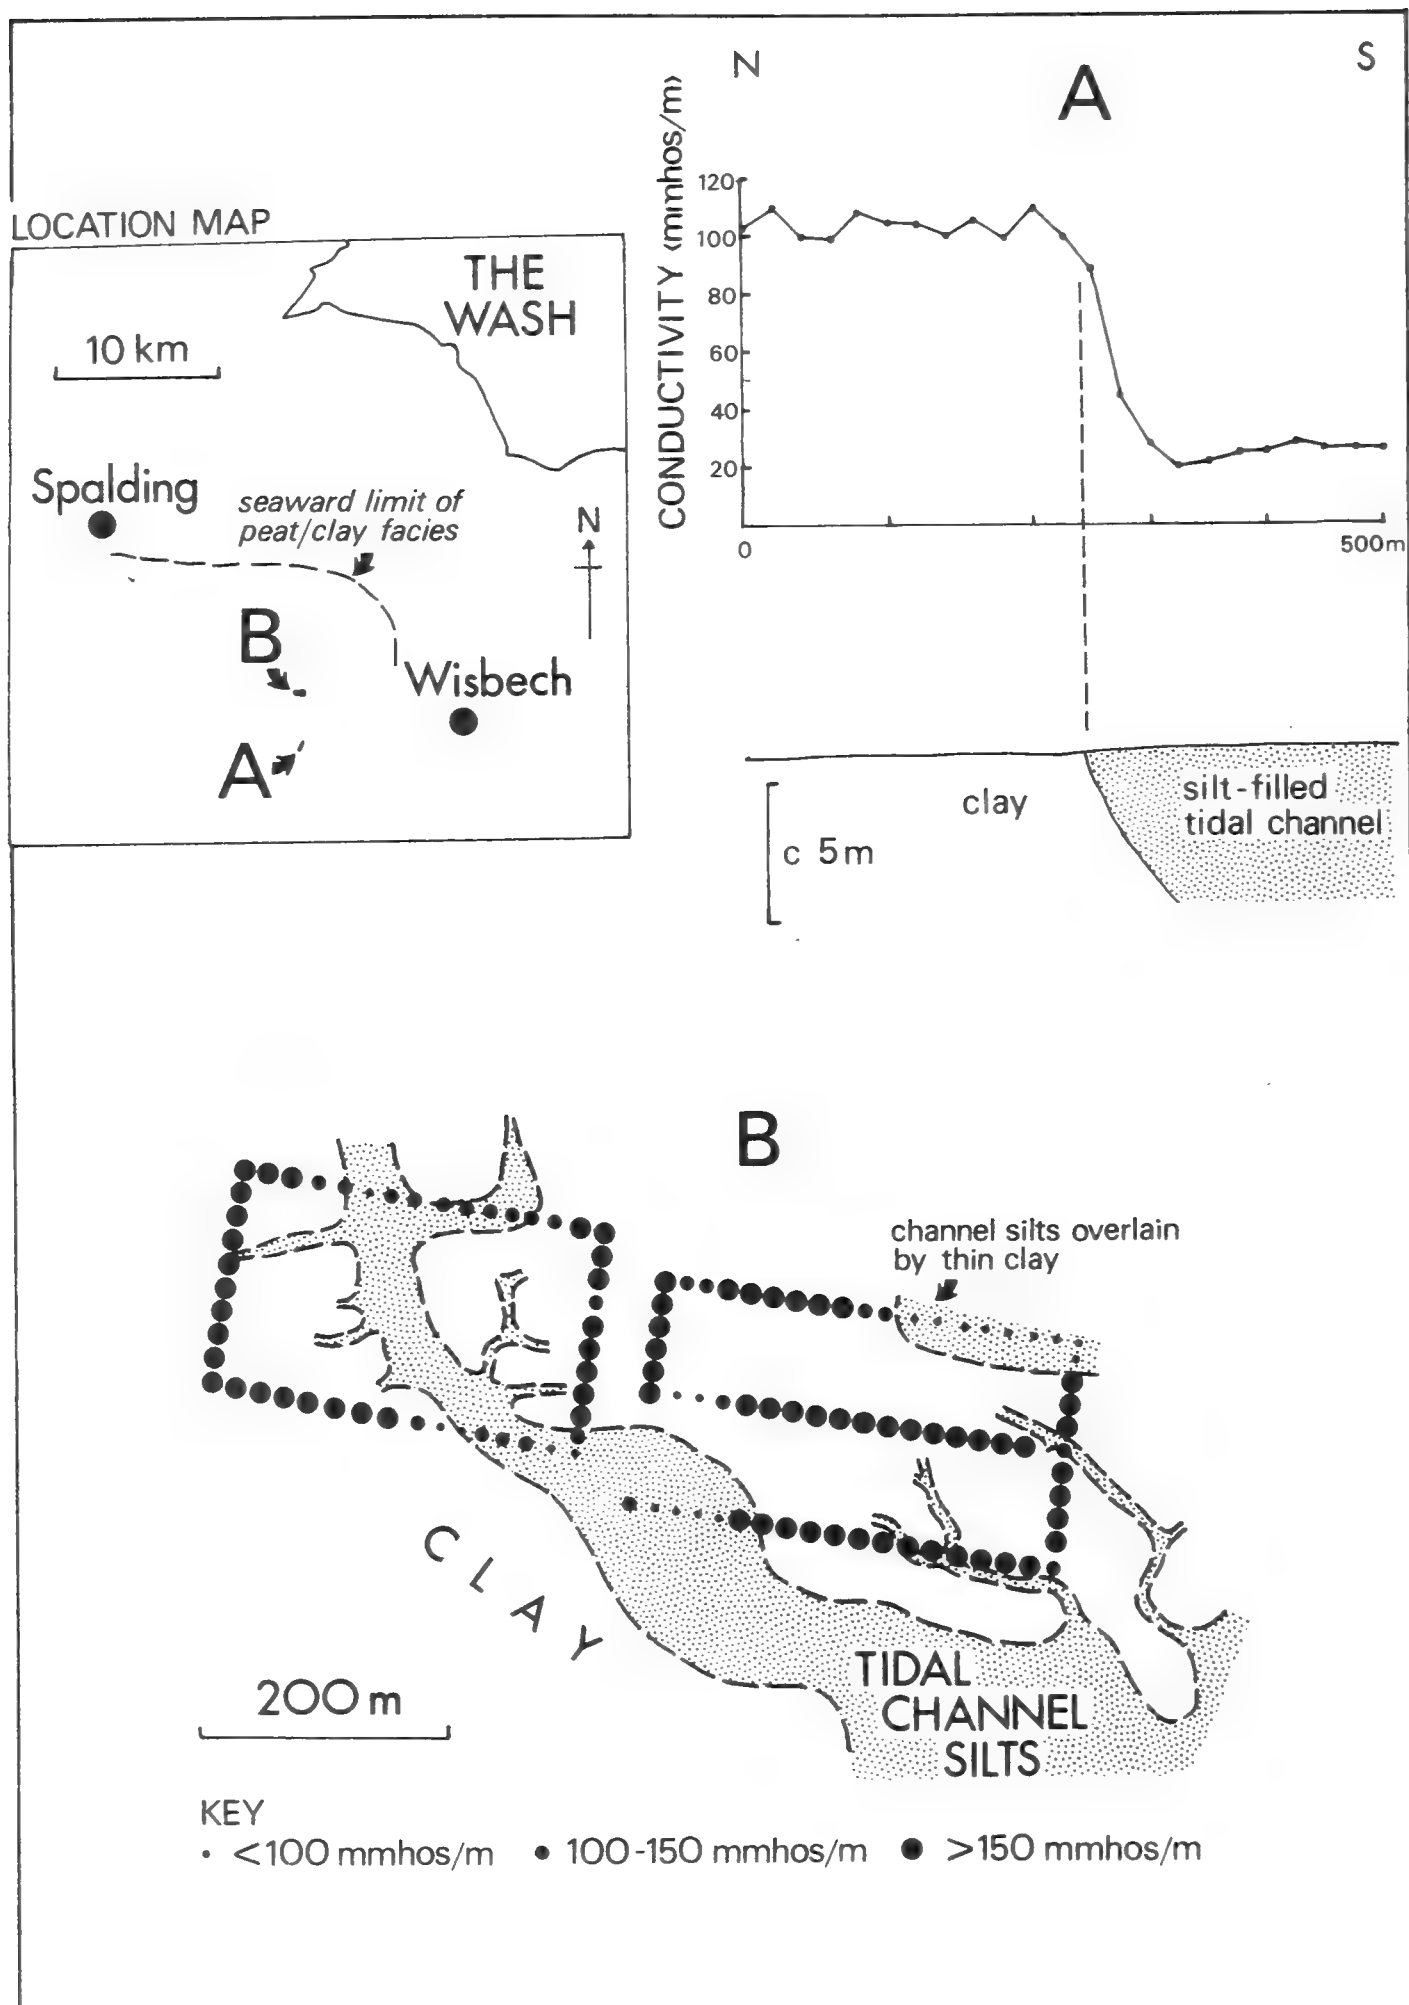 LOCATION MAP
THE
WASH
10 km
Spalding
seaward limit of
peat/clay facies
N
B
Wisbech
A
N
S
A
CONDUCTIVITY (mmhos/m)
120
100
80
60
40
20
0
500m
clay
silt-filled
tidal channel
c 5m
B
channel silts overlain
by thin clay
CLAY
TIDAL
CHANNEL
SILTS
200 m
KEY
<100 mmhos/m
100-150 mmhos/m
>150 mmhos/m